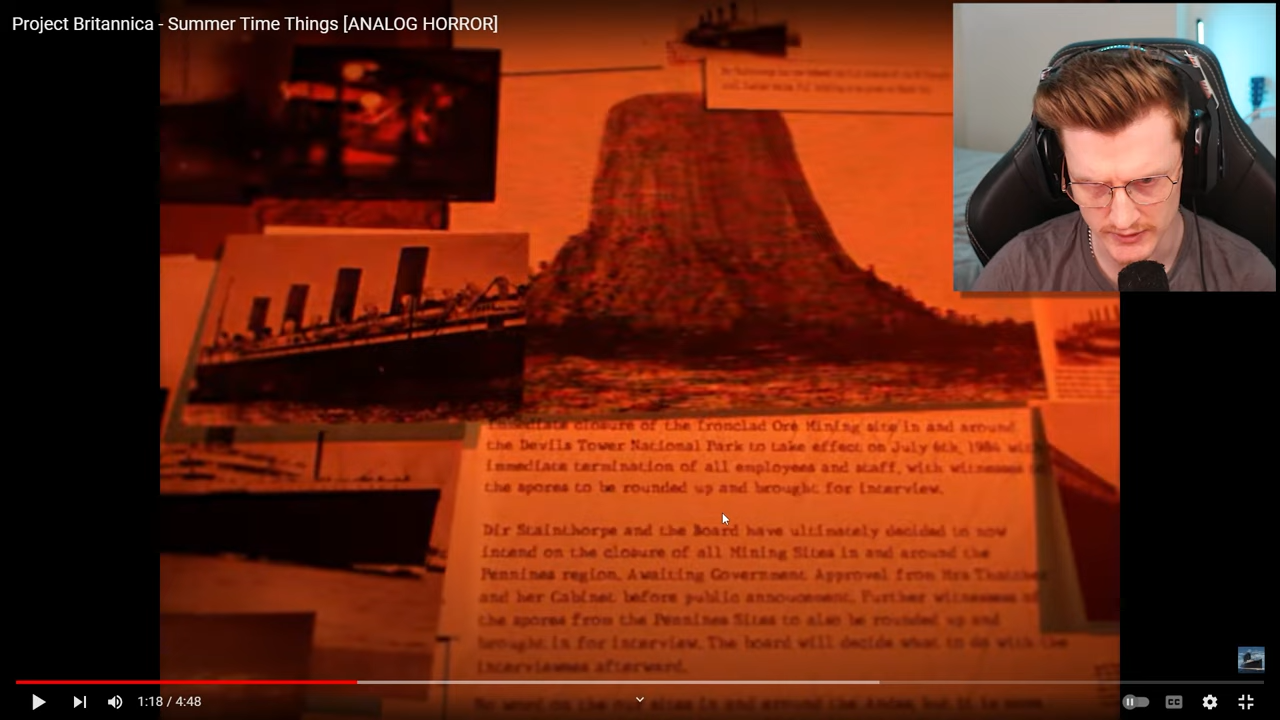 Project Britannica - Summer Time Things [ANALOG HORROR]
immediate closure of the Ironclad Ore Mining site in and around
the Devils Tower National Park to take effect on July 6th, 1984 with
immediate termination of all employees and staff, with witnesses
the spores to be rounded up and brought for interview.
Dir Stainthorpe and the Board have ultimately decided to now
intend on the closure of all Mining Sites in and around the
Pennines region. Awaiting Government Approval from Mrs Thatcher
and her Cabinet before public annoucement. Further witnesses of
the spores from the Pennines Sites to also be rounded up and
brought in for interview. The board will decide what to do with the
interviewees afterward.
1:18 / 4:48
CC